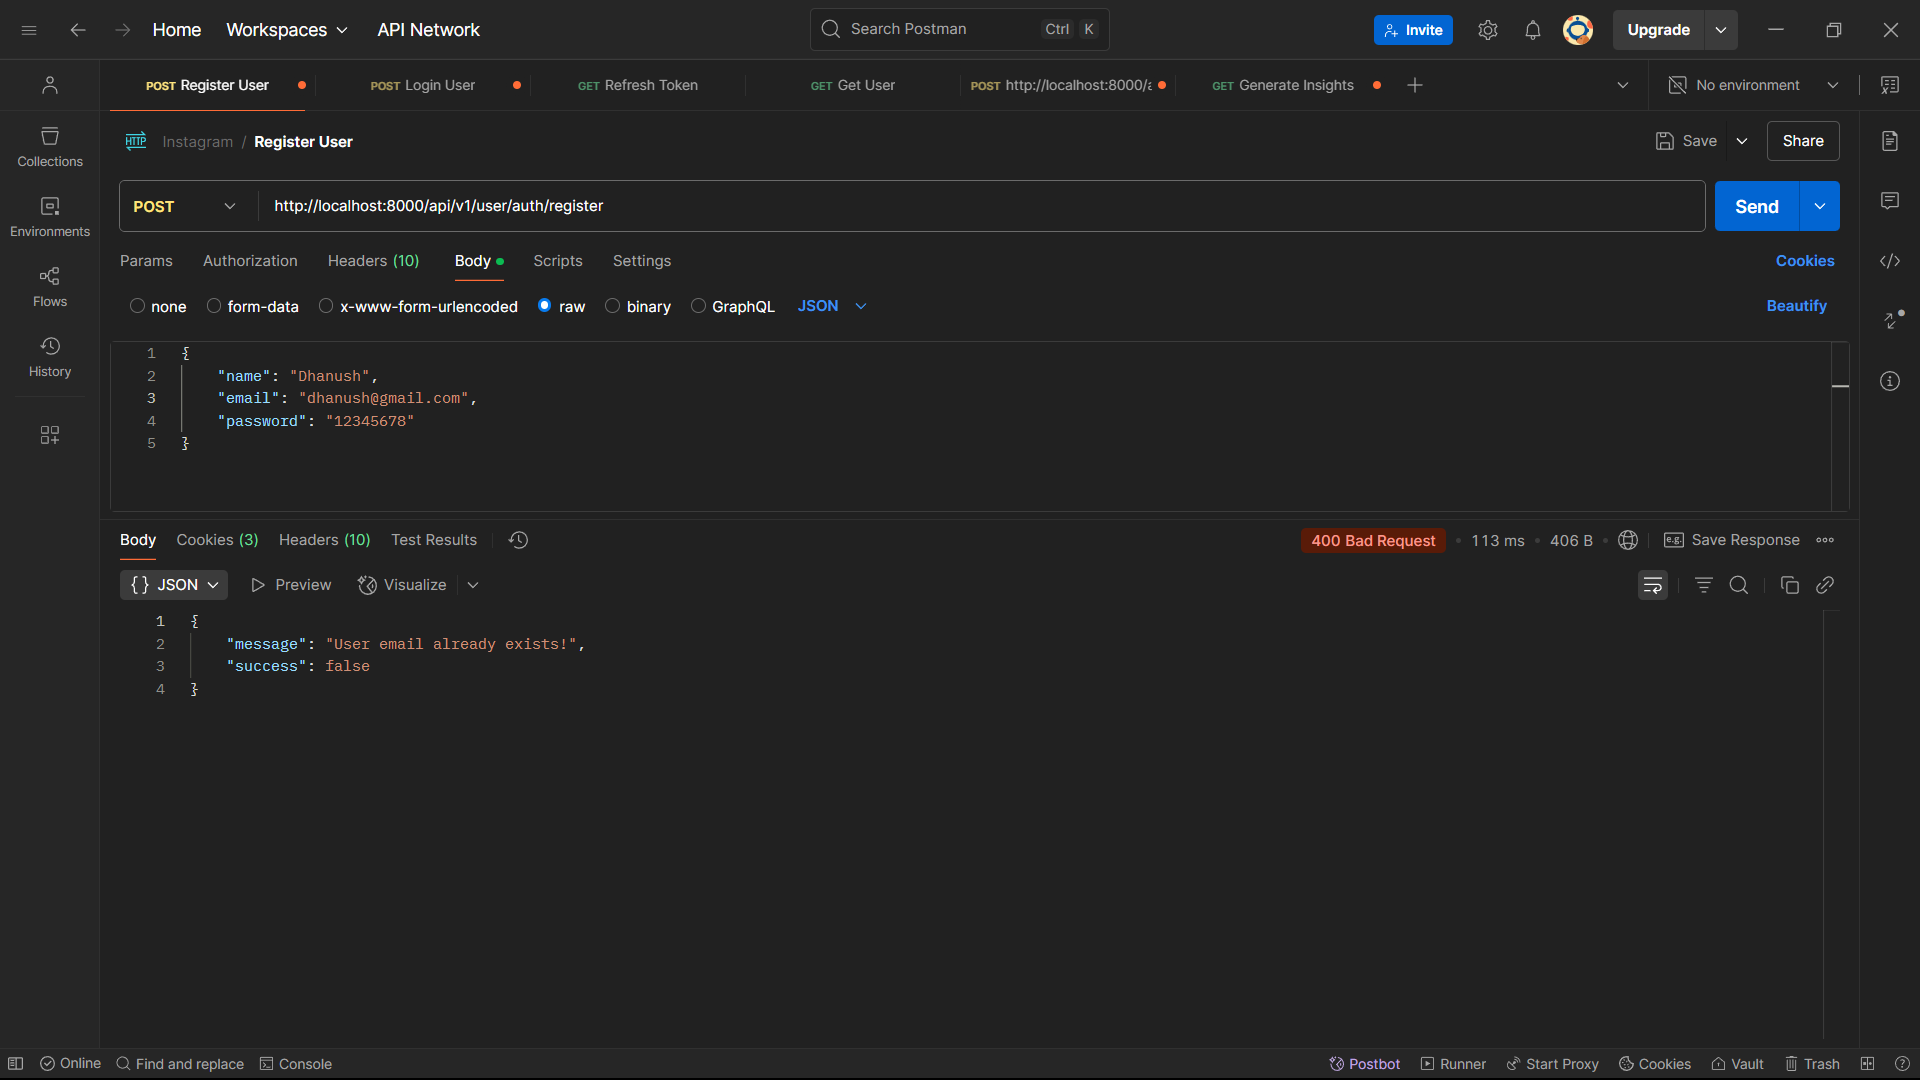 Home Workspaces API Network Search Postman Ctrl K Invite Upgrade
POST Register User POST Login User GET Refresh Token GET Get User POST http://localhost:8000/ GET Generate Insights No environment
HTTP Instagram / Register User Save Share
Collections
POST http://localhost:8000/api/v1/user/auth/register Send
Environments
Params Authorization Headers (10) Body Scripts Settings Cookies
Flows
none form-data x-www-form-urlencoded raw binary GraphQL JSON Beautify
History
1 {
2 "name": "Dhanush",
3 "email": "dhanush@gmail.com",
4 "password": "12345678"
5 }
Body Cookies (3) Headers (10) Test Results 400 Bad Request 113 ms 406 B e.g. Save Response
{} JSON Preview Visualize
1 {
2 "message": "User email already exists!",
3 "success": false
4 }
Online Find and replace Console Postbot Runner Start Proxy Cookies Vault Trash